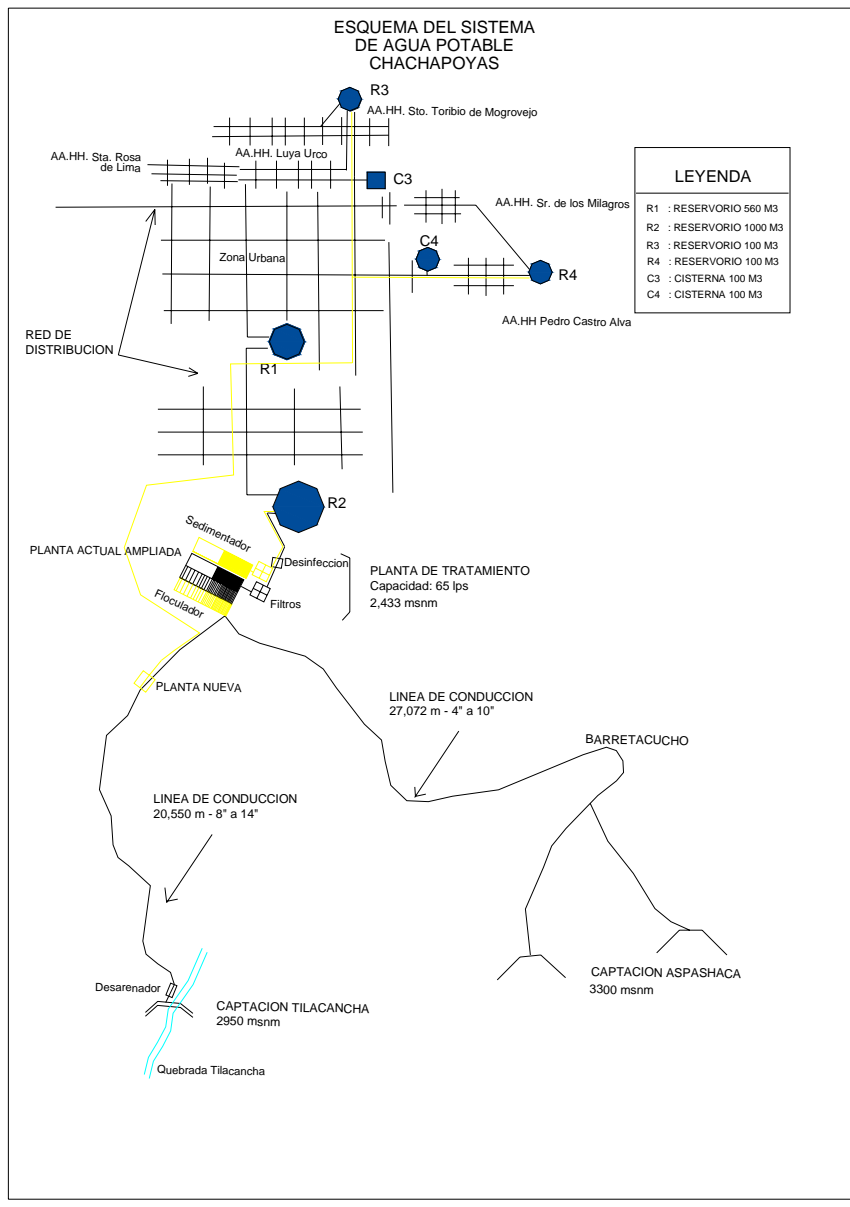 ESQUEMA DEL SISTEMA
DE AGUA POTABLE
CHACHAPOYAS
R3
AA.HH. Sto. Toribio de Mogrovejo
AA.HH. Sta. Rosa
de Lima
AA.HH. Luya Urco
C3
AA.HH. Sr. de los Milagros
LEYENDA
R1 : RESERVORIO 560 M3
R2 : RESERVORIO 1000 M3
R3 : RESERVORIO 100 M3
R4 : RESERVORIO 100 M3
C3 : CISTERNA 100 M3
C4 : CISTERNA 100 M3
C4
Zona Urbana
R4
AA.HH Pedro Castro Alva
RED DE
DISTRIBUCION
R1
R2
Sedimentador
PLANTA ACTUAL AMPLIADA
Desinfeccion
PLANTA DE TRATAMIENTO
Capacidad: 65 lps
2,433 msnm
Floculador
Filtros
PLANTA NUEVA
LINEA DE CONDUCCION
27,072 m - 4" a 10"
BARRETACUCHO
LINEA DE CONDUCCION
20,550 m - 8" a 14"
CAPTACION ASPASHACA
3300 msnm
Desarenador
CAPTACION TILACANCHA
2950 msnm
Quebrada Tilacancha